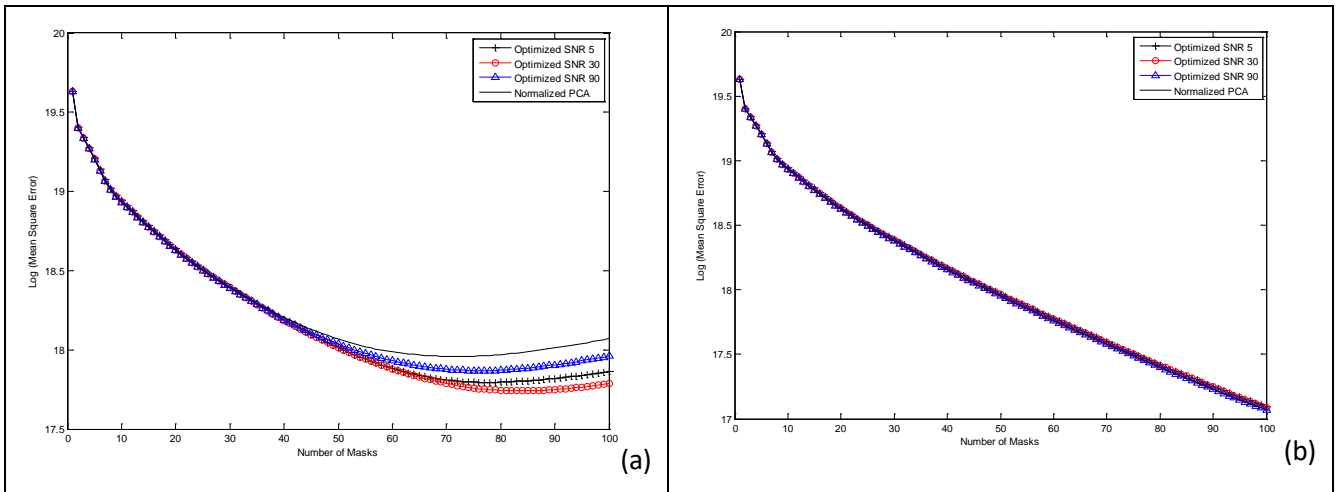 20
19.5
19
18.5
18
17.5
0 10 20 30 40 50 60 70 80 90 100
Log (Mean Square Error)
Number of Masks
Optimized SNR 5
Optimized SNR 30
Optimized SNR 90
Normalized PCA
(a)
20
19.5
19
18.5
18
17.5
17
0 10 20 30 40 50 60 70 80 90 100
Log (Mean Square Error)
Number of Masks
Optimized SNR 5
Optimized SNR 30
Optimized SNR 90
Normalized PCA
(b)